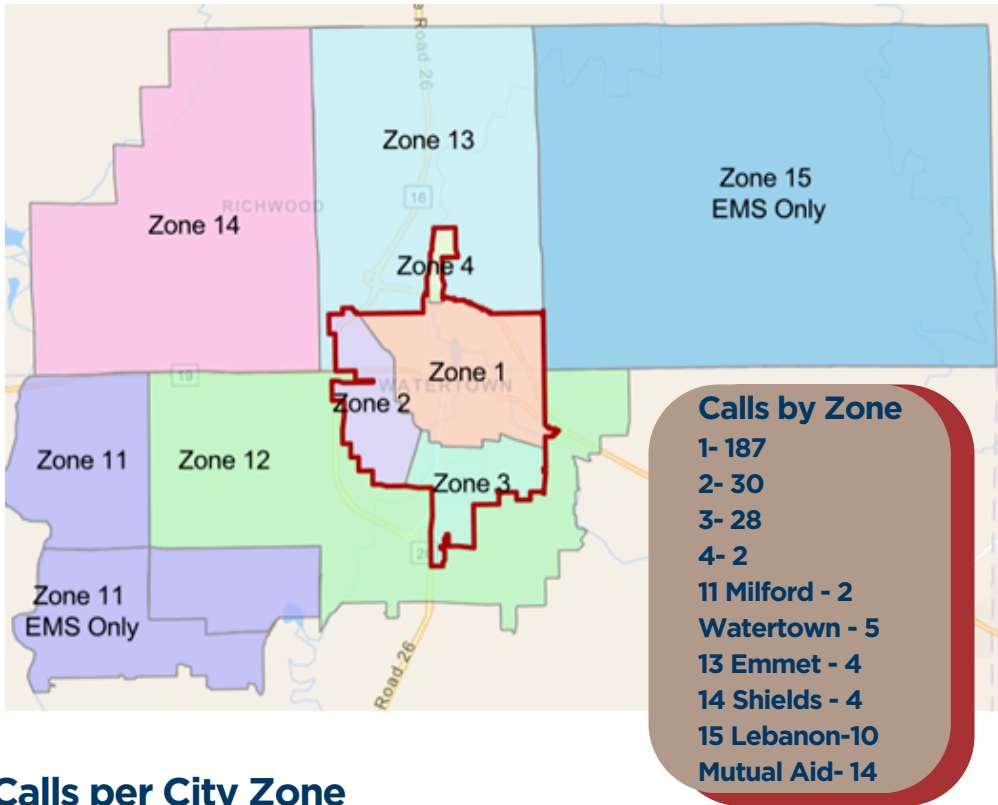 Road 26
Zone 13
Zone 15
EMS Only
16
RICHWOOD
Zone 14
Zone 4
Zone 1
19
WATERTOWN
Zone 2
Zone 11
Zone 12
Zone 3
Zone 11
EMS Only
Road 26
Calls by Zone
1- 187
2- 30
3- 28
4- 2
11 Milford - 2
Watertown - 5
13 Emmet - 4
14 Shields - 4
15 Lebanon-10
Mutual Aid- 14
Calls per City Zone